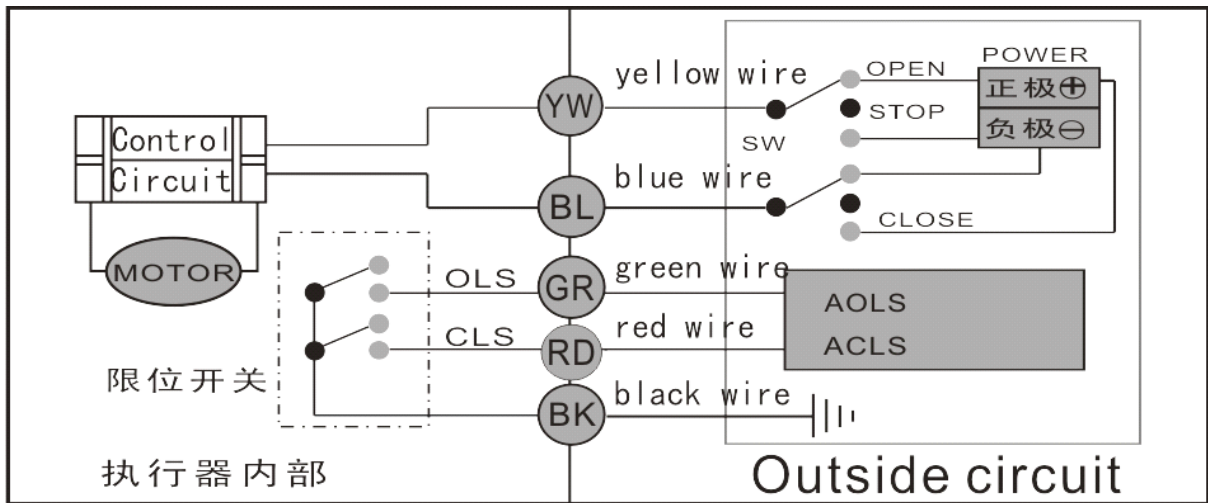 yellow wire
OPEN
POWER
正极⊕
YW
STOP
负极⊖
Control
SW
Circuit
blue wire
BL
CLOSE
MOTOR
OLS
GR
green wire
AOLS
CLS
RD
red wire
ACLS
限位开关
BK
black wire
执行器内部
Outside circuit